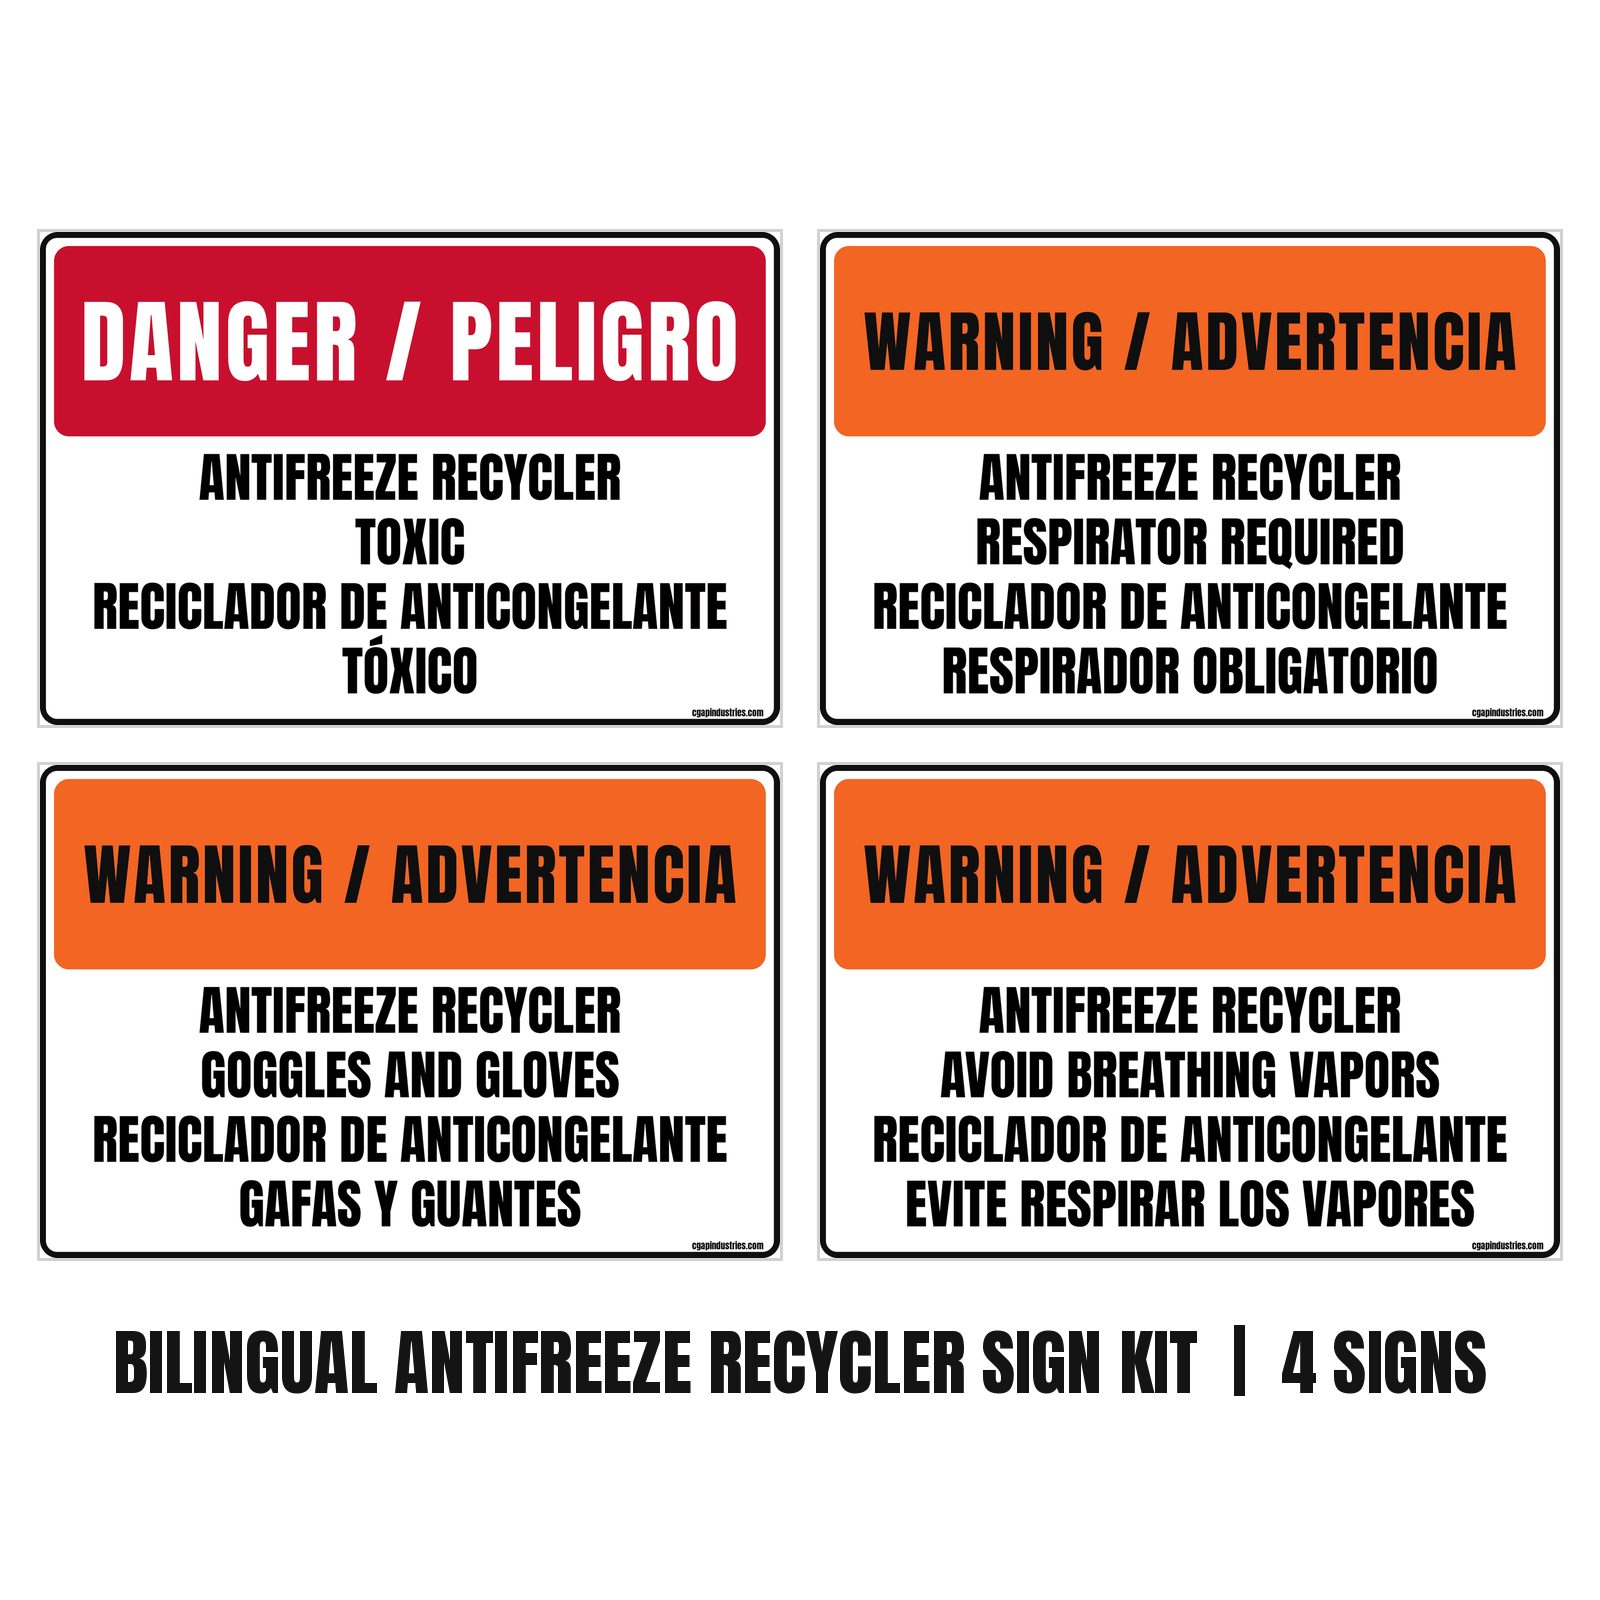 DANGER / PELIGRO
ANTIFREEZE RECYCLER
TOXIC
RECICLADOR DE ANTICONGELANTE
TÓXICO
cgapindustries.com
WARNING / ADVERTENCIA
ANTIFREEZE RECYCLER
RESPIRATOR REQUIRED
RECICLADOR DE ANTICONGELANTE
RESPIRADOR OBLIGATORIO
cgapindustries.com
WARNING / ADVERTENCIA
ANTIFREEZE RECYCLER
GOGGLES AND GLOVES
RECICLADOR DE ANTICONGELANTE
GAFAS Y GUANTES
cgapindustries.com
WARNING / ADVERTENCIA
ANTIFREEZE RECYCLER
AVOID BREATHING VAPORS
RECICLADOR DE ANTICONGELANTE
EVITE RESPIRAR LOS VAPORES
cgapindustries.com
BILINGUAL ANTIFREEZE RECYCLER SIGN KIT | 4 SIGNS